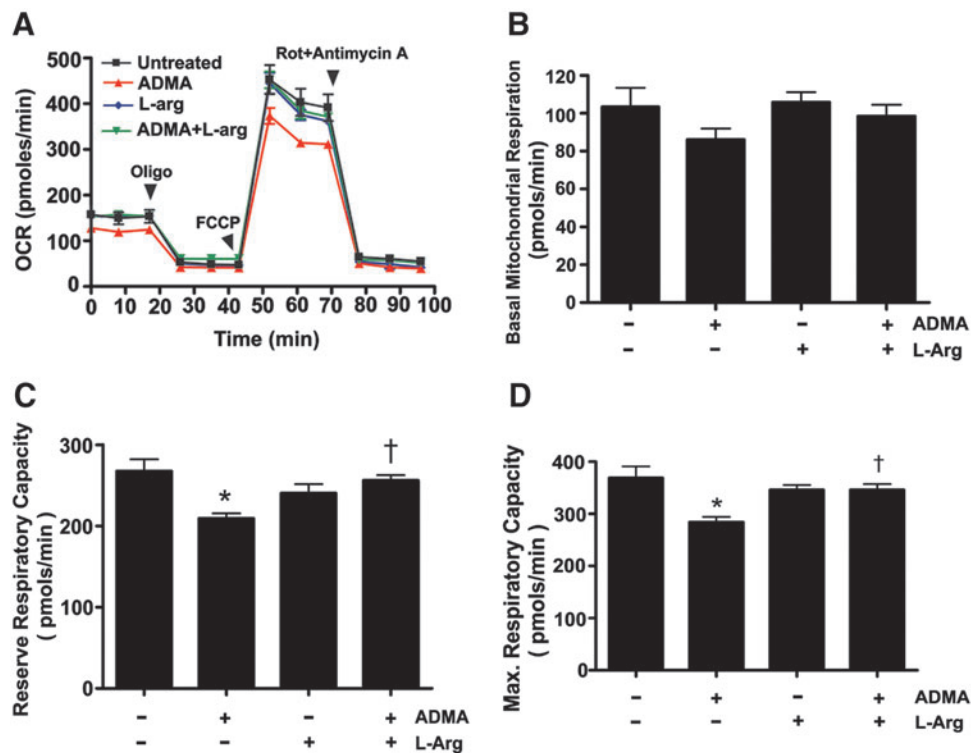 A
Rot+Antimycin A
Untreated
ADMA
L-arg
ADMA+L-arg
Oligo
FCCP
OCR (pmoles/min)
500
400
300
200
100
0
0 10 20 30 40 50 60 70 80 90 100
Time (min)
B
Basal Mitochondrial Respiration
(pmols/min)
120
100
80
60
40
20
0
- + - + ADMA
- - + + L-Arg
C
Reserve Respiratory Capacity
( pmols/min )
300
200
100
0
*
†
- + - + ADMA
- - + + L-Arg
D
Max. Respiratory Capacity
( pmols/min )
400
300
200
100
0
*
†
- + - + ADMA
- - + + L-Arg